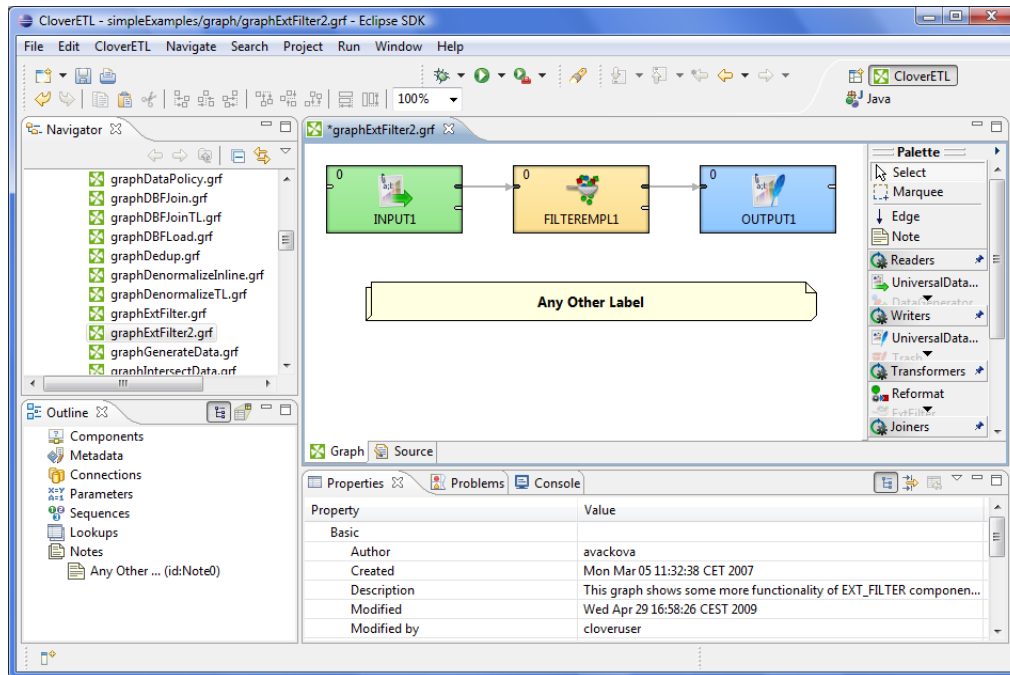 CloverETL - simpleExamples/graph/graphExtFilter2.grf - Eclipse SDK
File Edit CloverETL Navigate Search Project Run Window Help
CloverETL
100%
Java
Navigator
graphDataPolicy.grf
graphDBFJoin.grf
graphDBFJoinTL.grf
graphDBFLoad.grf
graphDedup.grf
graphDenormalizeInline.grf
graphDenormalizeTL.grf
graphExtFilter.grf
graphExtFilter2.grf
graphGenerateData.grf
graphIntersectData.grf
*graphExtFilter2.grf
0
INPUT1
0
FILTEREMPL1
0
OUTPUT1
Any Other Label
Palette
Select
Marquee
Edge
Note
Readers
UniversalData...
DataGenerator
Writers
UniversalData...
Trash
Transformers
Reformat
ExtFilter
Joiners
Graph Source
Outline
Components
Metadata
Connections
Parameters
Sequences
Lookups
Notes
Any Other ... (id:Note0)
Properties Problems Console
Property Value
Basic
Author avackova
Created Mon Mar 05 11:32:38 CET 2007
Description This graph shows some more functionality of EXT_FILTER componen...
Modified Wed Apr 29 16:58:26 CEST 2009
Modified by cloveruser